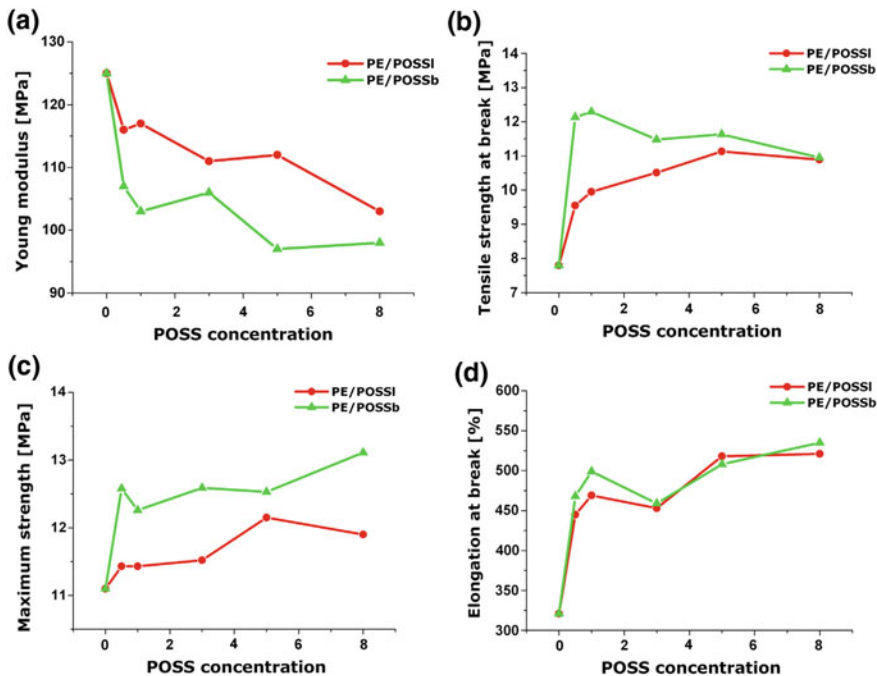 (a)
Young modulus [MPa]
130
120
110
100
90
0 2 4 6 8
POSS concentration
PE/POSSl
PE/POSSb
(b)
Tensile strength at break [MPa]
14
13
12
11
10
9
8
7
0 2 4 6 8
POSS concentration
PE/POSSl
PE/POSSb
(c)
Maximum strength [MPa]
14
13
12
11
0 2 4 6 8
POSS concentration
PE/POSSl
PE/POSSb
(d)
Elongation at break [%]
600
550
500
450
400
350
300
0 2 4 6 8
POSS concentration
PE/POSSl
PE/POSSb